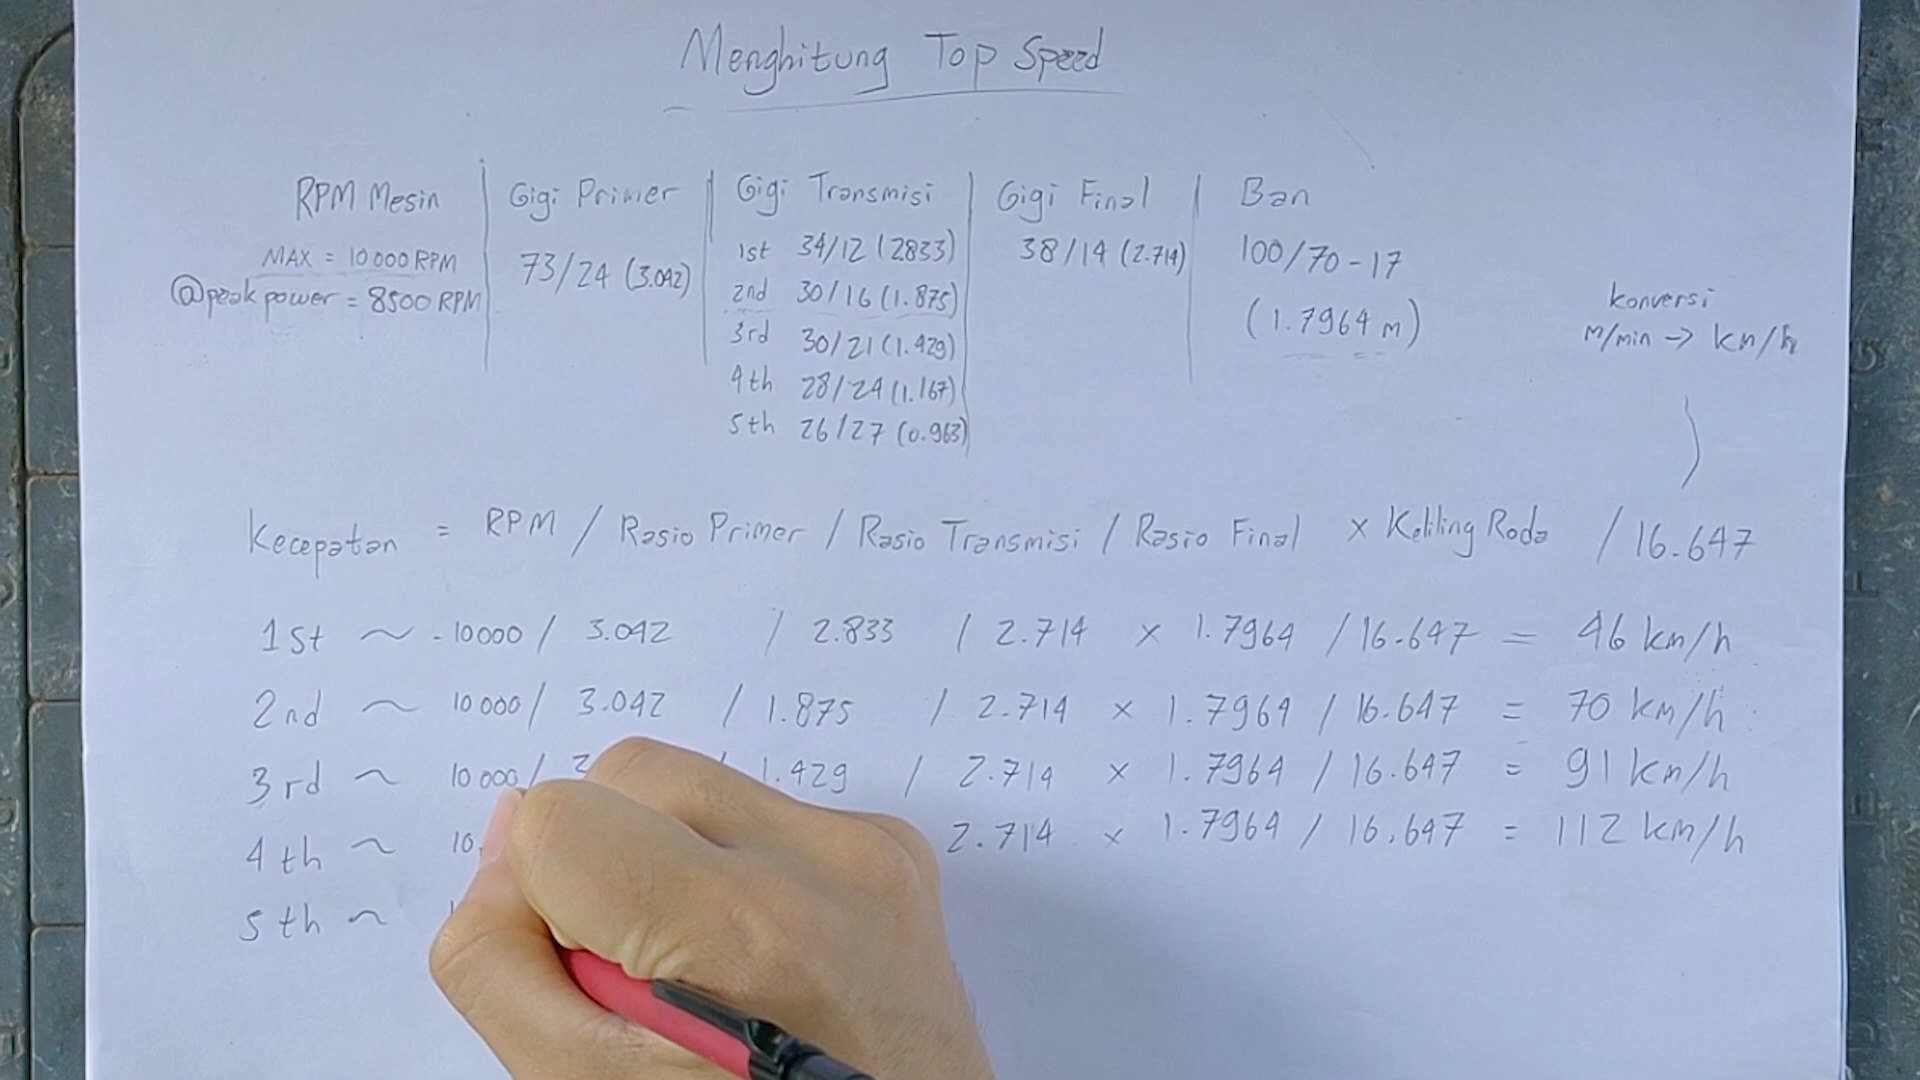 Menghitung Top Speed
RPM Mesin | Gigi Primer | Gigi Transmisi | Gigi Final | Ban
MAX = 10000 RPM
@peak power = 8500 RPM
73/24 (3.042)
1st 34/12 (2833)
2nd 30/16 (1.875)
3rd 30/21 (1.429)
4th 28/24 (1.167)
5th 26/27 (0.963)
38/14 (2.714)
100/70-17
(1.7964 m)
konversi
m/min -> km/h
Kecepatan = RPM / Rasio Primer / Rasio Transmisi / Rasio Final × Keliling Roda / 16.647
1st ~ 10000 / 3.042 / 2.833 / 2.714 × 1.7964 / 16.647 = 46 km/h
2nd ~ 10000 / 3.042 / 1.875 / 2.714 × 1.7964 / 16.647 = 70 km/h
3rd ~ 10000 / 1.429 / 2.714 × 1.7964 / 16.647 = 91 km/h
4th ~ 10 2.714 × 1.7964 / 16.647 = 112 km/h
5th ~